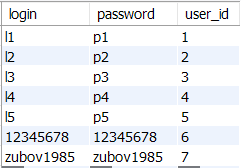 login password user_id
l1 p1 1
l2 p2 2
l3 p3 3
l4 p4 4
l5 p5 5
12345678 12345678 6
zubov1985 zubov1985 7